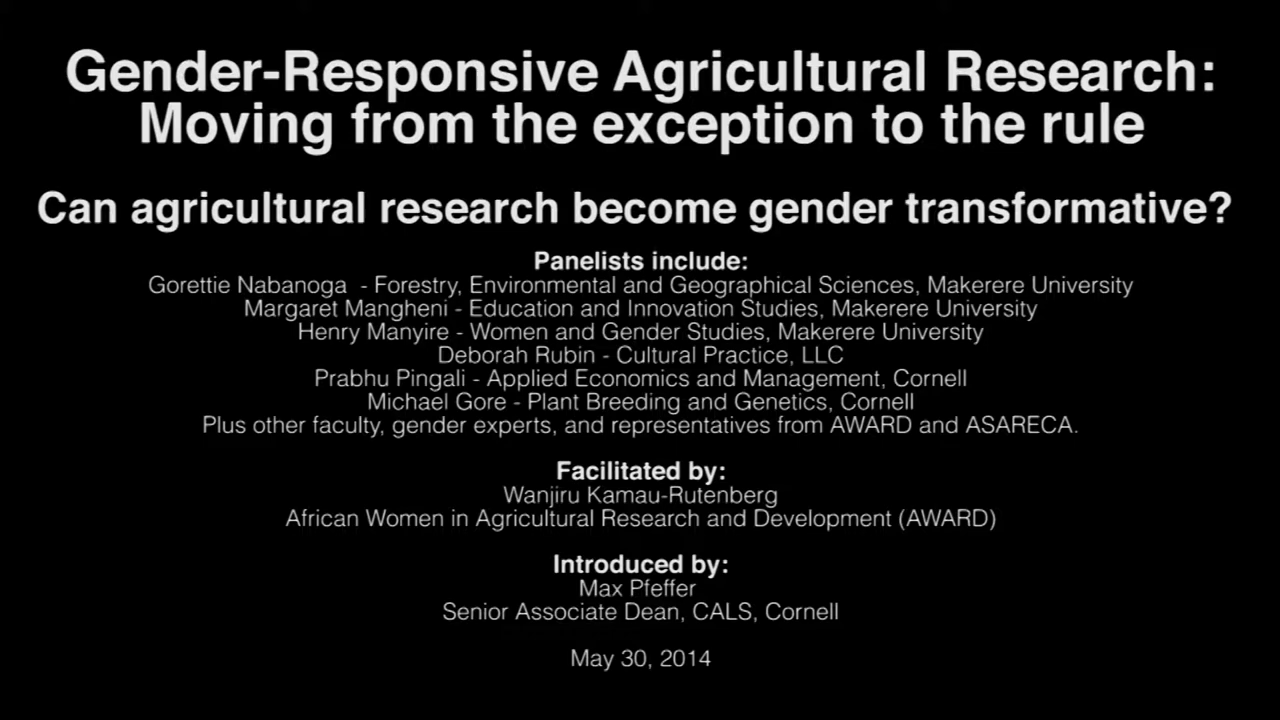 Gender-Responsive Agricultural Research:
Moving from the exception to the rule
Can agricultural research become gender transformative?
Panelists include:
Gorettie Nabanoga - Forestry, Environmental and Geographical Sciences, Makerere University
Margaret Mangheni - Education and Innovation Studies, Makerere University
Henry Manyire - Women and Gender Studies, Makerere University
Deborah Rubin - Cultural Practice, LLC
Prabhu Pingali - Applied Economics and Management, Cornell
Michael Gore - Plant Breeding and Genetics, Cornell
Plus other faculty, gender experts, and representatives from AWARD and ASARECA.
Facilitated by:
Wanjiru Kamau-Rutenberg
African Women in Agricultural Research and Development (AWARD)
Introduced by:
Max Pfeffer
Senior Associate Dean, CALS, Cornell
May 30, 2014